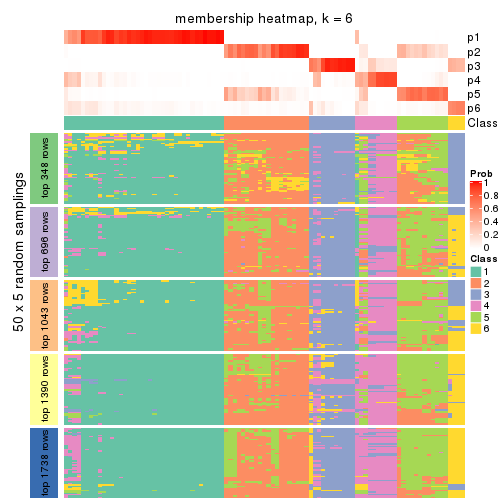 membership heatmap, k = 6
p1
p2
p3
p4
p5
p6
Class
50 x 5 random samplings
top 348 rows
top 696 rows
top 1043 rows
top 1390 rows
top 1738 rows
Prob
1
0.8
0.6
0.4
0.2
0
Class
1
2
3
4
5
6